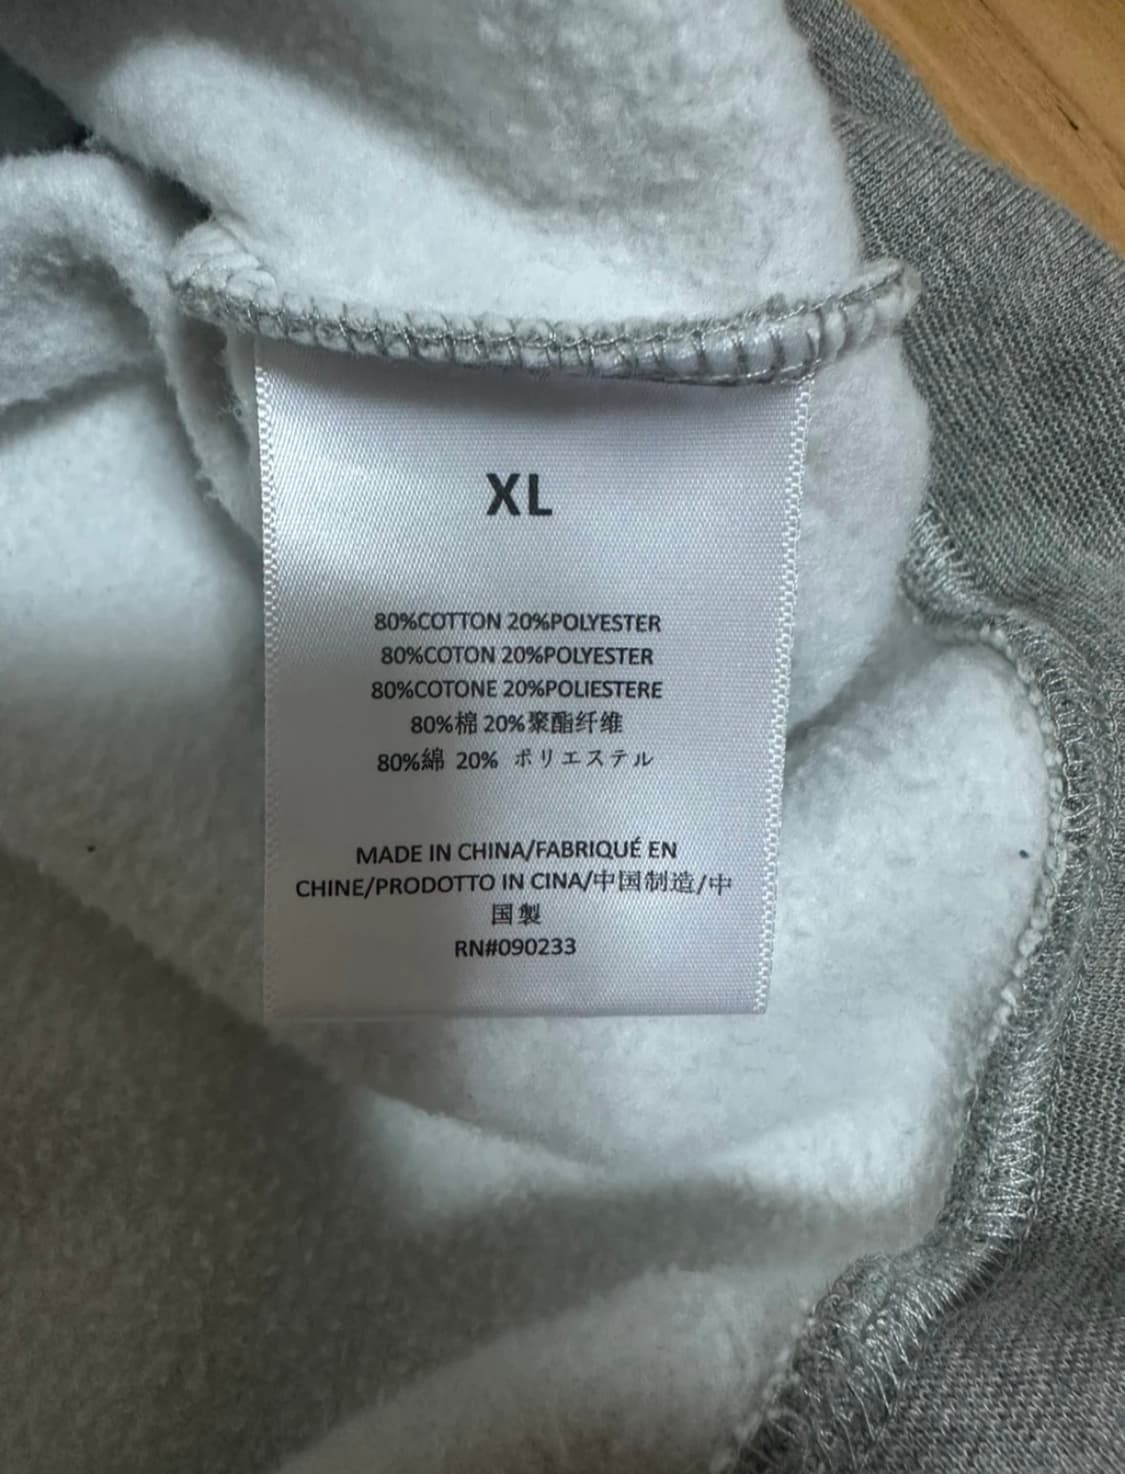 XL
80%COTTON 20%POLYESTER
80%COTON 20%POLYESTER
80%COTONE 20%POLIESTERE
80%棉 20%聚酯纤维
80%綿 20% ポリエステル
MADE IN CHINA/FABRIQUÉ EN
CHINE/PRODOTTO IN CINA/中国制造/中
国製
RN#090233